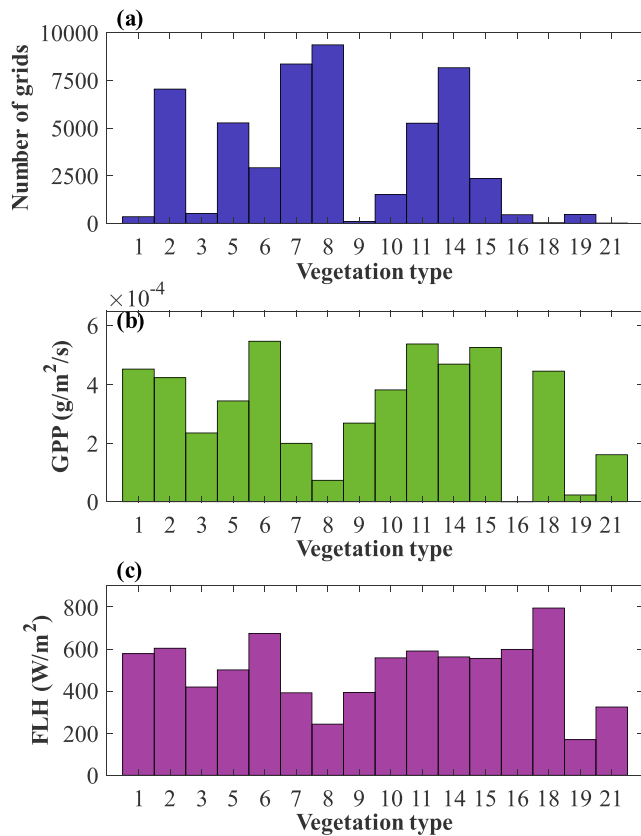 (a)
Number of grids
10000
7500
5000
2500
0
1 2 3 5 6 7 8 9 10 11 14 15 16 18 19 21
Vegetation type
×10⁻⁴
(b)
GPP (g/m²/s)
6
4
2
0
1 2 3 5 6 7 8 9 10 11 14 15 16 18 19 21
Vegetation type
(c)
FLH (W/m²)
800
600
400
200
0
1 2 3 5 6 7 8 9 10 11 14 15 16 18 19 21
Vegetation type